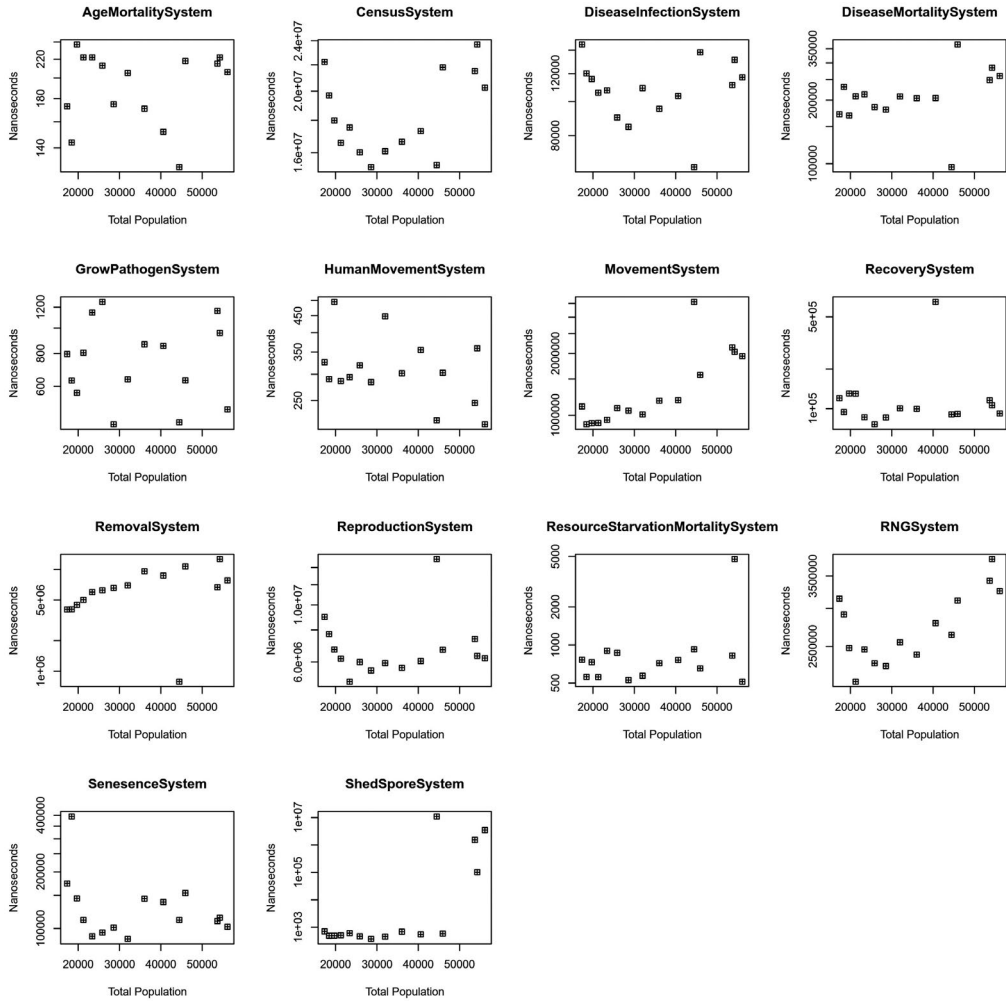 AgeMortalitySystem
Nanoseconds
140 180 220
20000 30000 40000 50000
Total Population
CensusSystem
Nanoseconds
1.6e+07 2.0e+07 2.4e+07
20000 30000 40000 50000
Total Population
DiseaseInfectionSystem
Nanoseconds
80000 120000
20000 30000 40000 50000
Total Population
DiseaseMortalitySystem
Nanoseconds
100000 200000 350000
20000 30000 40000 50000
Total Population
GrowPathogenSystem
Nanoseconds
600 800 1200
20000 30000 40000 50000
Total Population
HumanMovementSystem
Nanoseconds
250 350 450
20000 30000 40000 50000
Total Population
MovementSystem
Nanoseconds
1000000 2000000
20000 30000 40000 50000
Total Population
RecoverySystem
Nanoseconds
1e+05 5e+05
20000 30000 40000 50000
Total Population
RemovalSystem
Nanoseconds
1e+06 5e+06
20000 30000 40000 50000
Total Population
ReproductionSystem
Nanoseconds
6.0e+06 1.0e+07
20000 30000 40000 50000
Total Population
ResourceStarvationMortalitySystem
Nanoseconds
500 1000 2000 5000
20000 30000 40000 50000
Total Population
RNGSystem
Nanoseconds
2500000 3500000
20000 30000 40000 50000
Total Population
SenesenceSystem
Nanoseconds
100000 200000 400000
20000 30000 40000 50000
Total Population
ShedSporeSystem
Nanoseconds
1e+03 1e+05 1e+07
20000 30000 40000 50000
Total Population